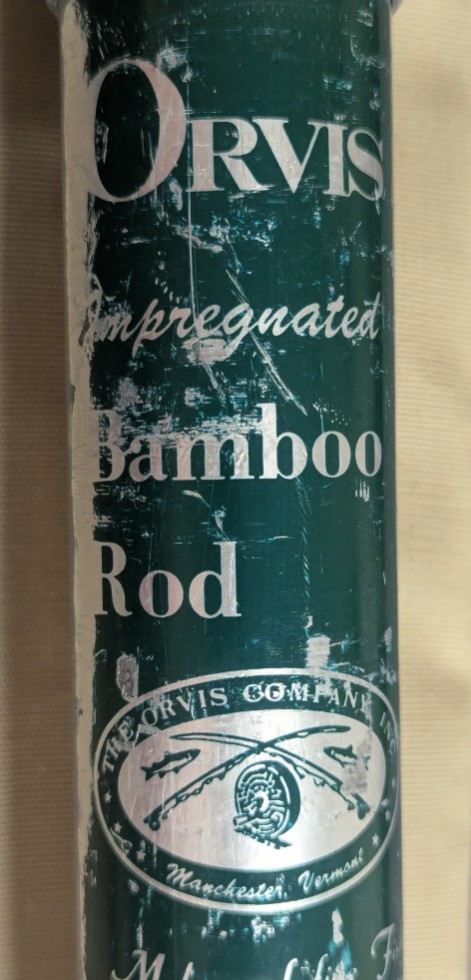 ORVIS
Impregnated
Bamboo
Rod
THE ORVIS COMPANY, INC.
Manchester, Vermont